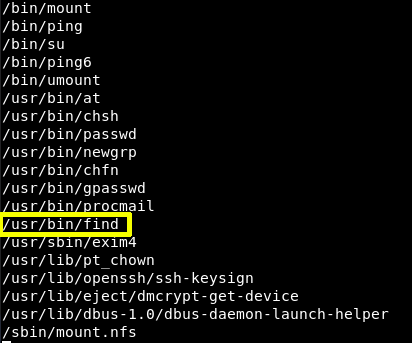 /bin/mount
/bin/ping
/bin/su
/bin/ping6
/bin/umount
/usr/bin/at
/usr/bin/chsh
/usr/bin/passwd
/usr/bin/newgrp
/usr/bin/chfn
/usr/bin/gpasswd
/usr/bin/procmail
/usr/bin/find
/usr/sbin/exim4
/usr/lib/pt_chown
/usr/lib/openssh/ssh-keysign
/usr/lib/eject/dmcrypt-get-device
/usr/lib/dbus-1.0/dbus-daemon-launch-helper
/sbin/mount.nfs